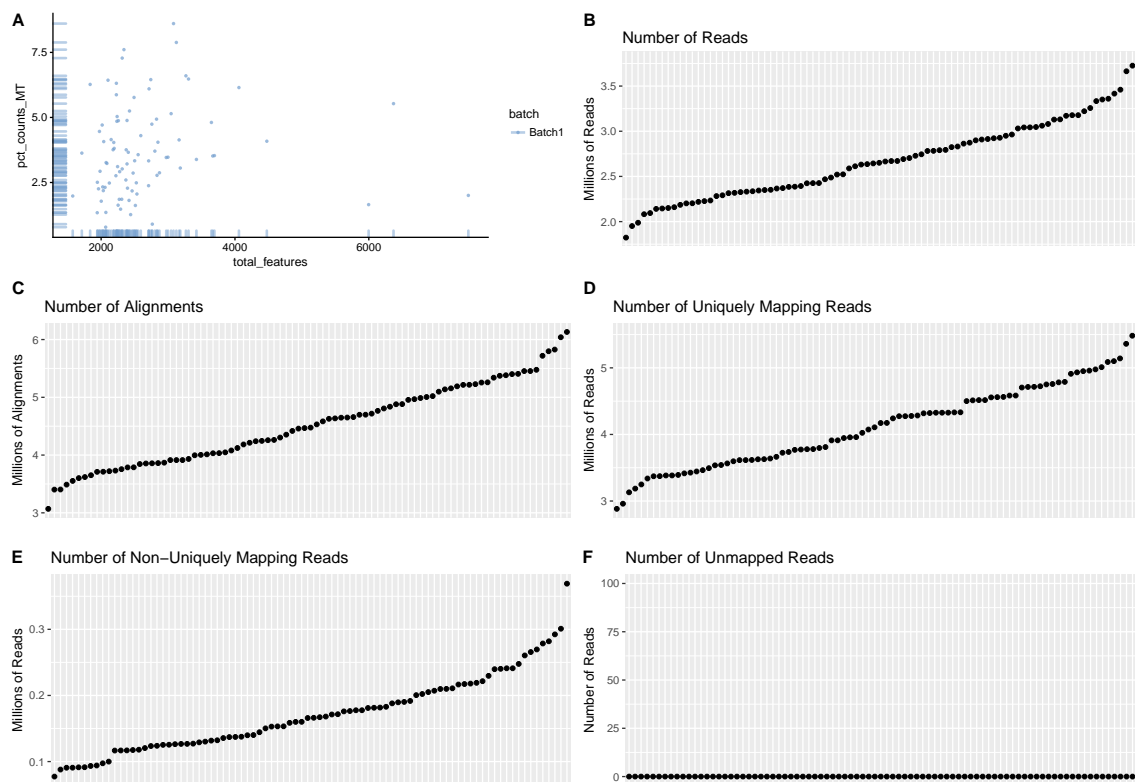 A
7.5
5.0
2.5
pct_counts_MT
2000
4000
6000
total_features
batch
Batch1
B
Number of Reads
3.5
3.0
2.5
2.0
Millions of Reads
C
Number of Alignments
6
5
4
3
Millions of Alignments
D
Number of Uniquely Mapping Reads
5
4
3
Millions of Reads
E
Number of Non−Uniquely Mapping Reads
0.3
0.2
0.1
Millions of Reads
F
Number of Unmapped Reads
100
75
50
25
0
Number of Reads